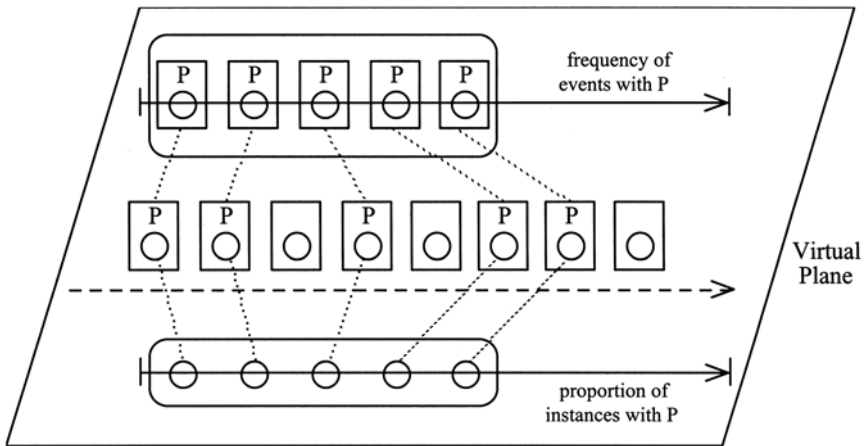 P P P P P
frequency of
events with P
P P P P P
Virtual
Plane
proportion of
instances with P